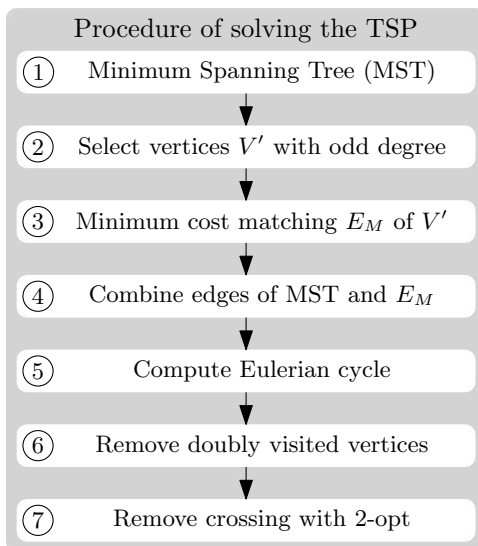 Procedure of solving the TSP
1 Minimum Spanning Tree (MST)
2 Select vertices V′ with odd degree
3 Minimum cost matching E_M of V′
4 Combine edges of MST and E_M
5 Compute Eulerian cycle
6 Remove doubly visited vertices
7 Remove crossing with 2-opt